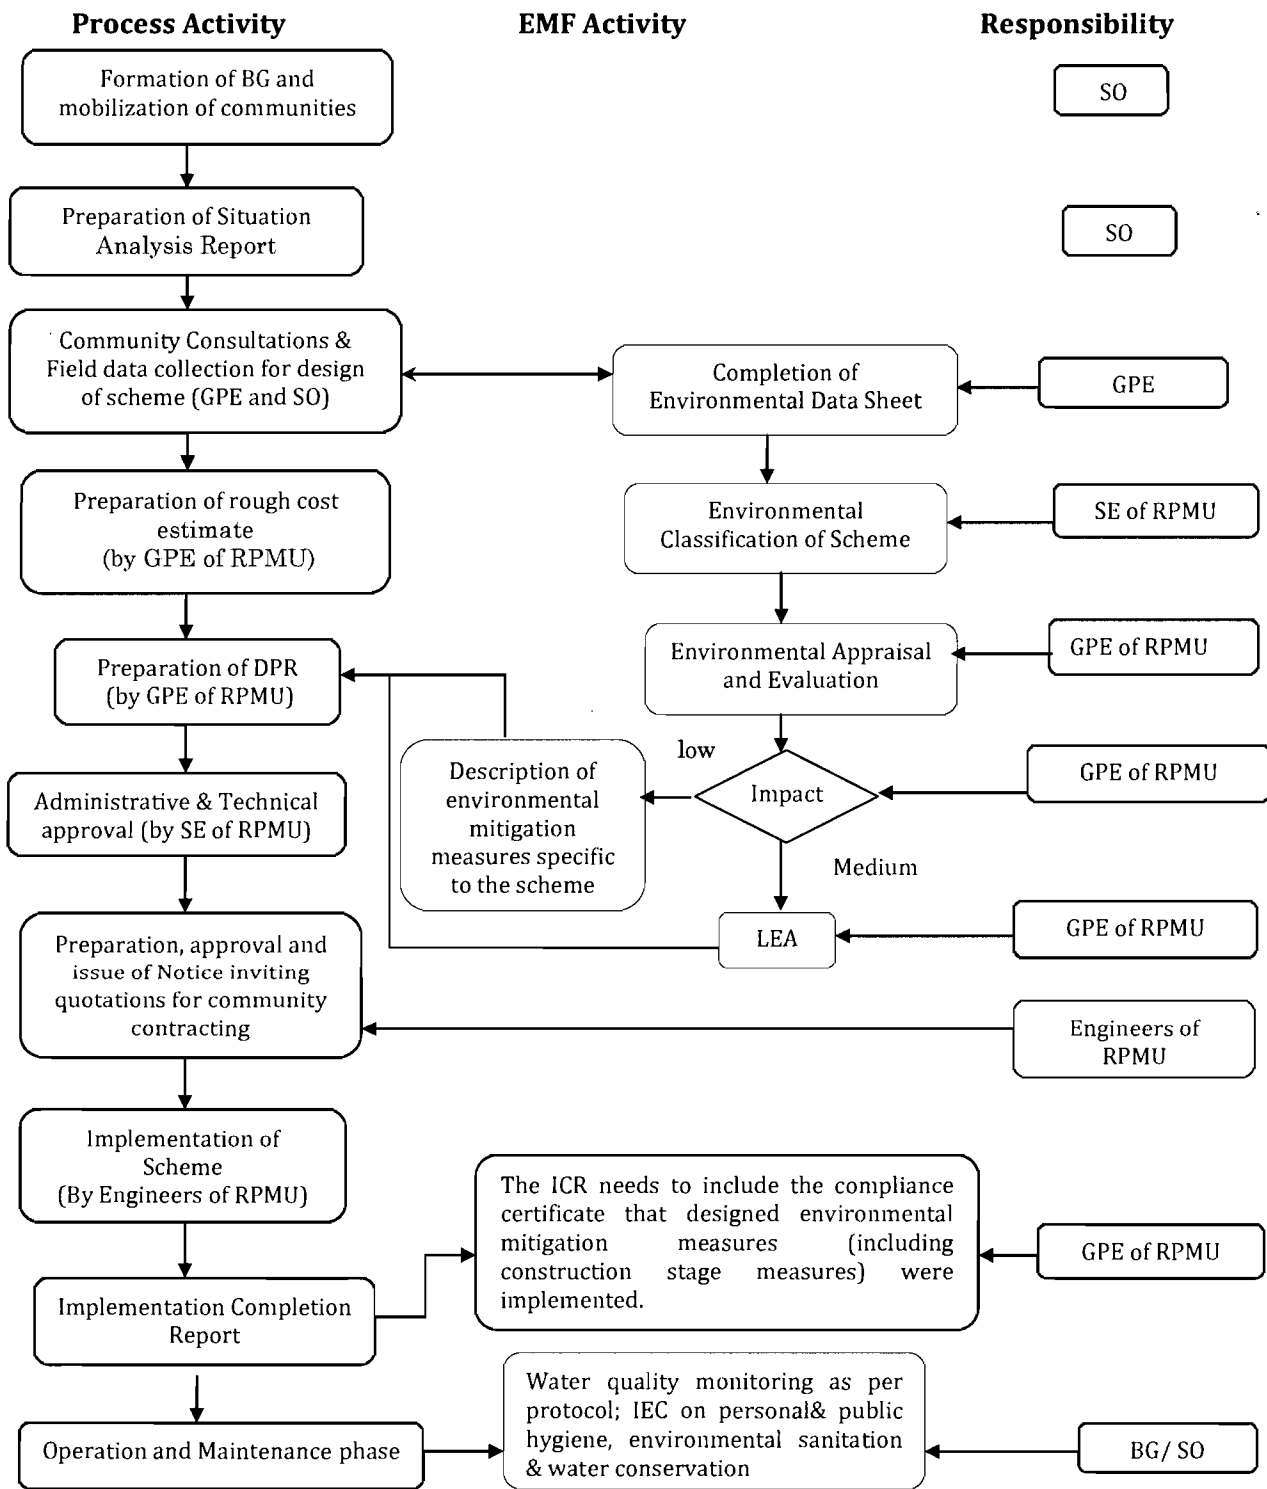 Process Activity
EMF Activity
Responsibility
Formation of BG and
mobilization of communities
SO
Preparation of Situation
Analysis Report
SO
Community Consultations &
Field data collection for design
of scheme (GPE and SO)
Completion of
Environmental Data Sheet
GPE
Preparation of rough cost
estimate
(by GPE of RPMU)
Environmental
Classification of Scheme
SE of RPMU
Preparation of DPR
(by GPE of RPMU)
Environmental Appraisal
and Evaluation
GPE of RPMU
low
Impact
GPE of RPMU
Description of
environmental
mitigation
measures specific
to the scheme
Administrative & Technical
approval (by SE of RPMU)
Medium
LEA
GPE of RPMU
Preparation, approval and
issue of Notice inviting
quotations for community
contracting
Engineers of
RPMU
Implementation of
Scheme
(By Engineers of RPMU)
The ICR needs to include the compliance
certificate that designed environmental
mitigation measures (including
construction stage measures) were
implemented.
GPE of RPMU
Implementation Completion
Report
Water quality monitoring as per
protocol; IEC on personal& public
hygiene, environmental sanitation
& water conservation
Operation and Maintenance phase
BG/ SO